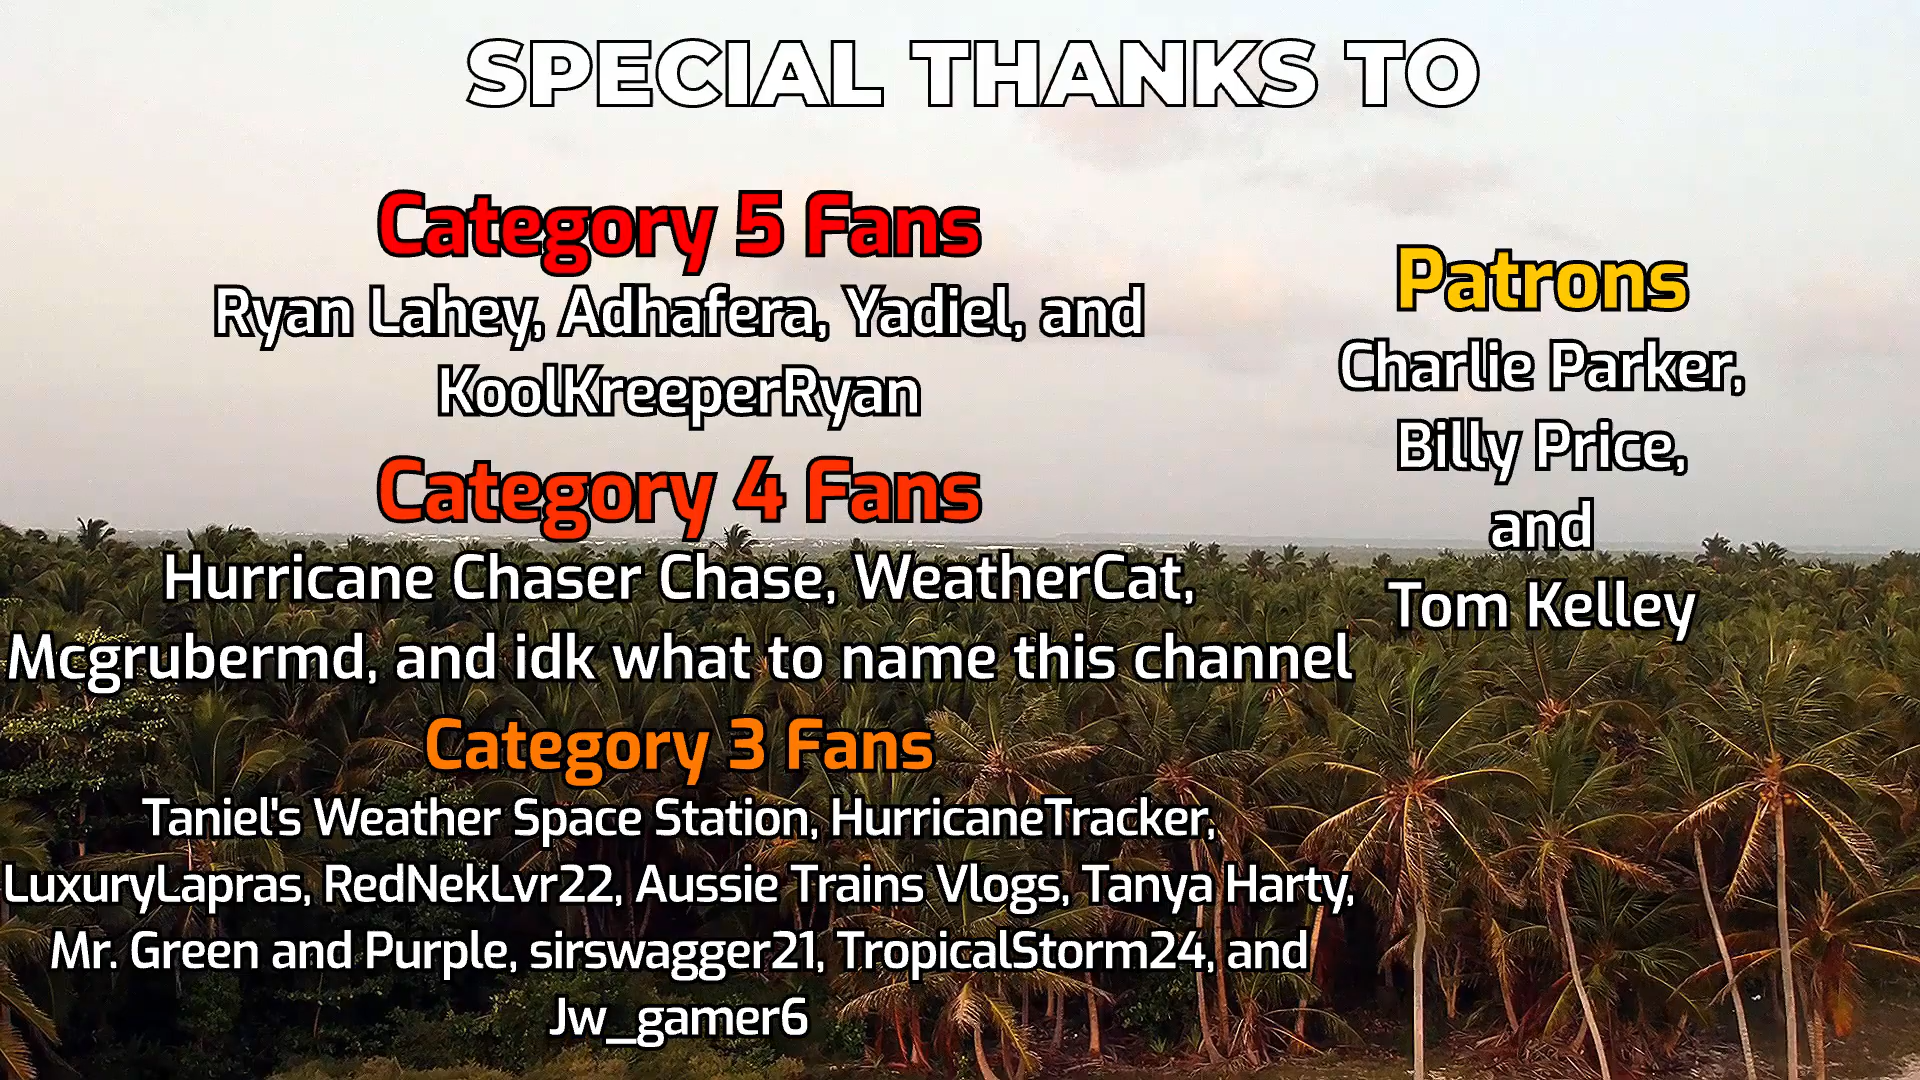 SPECIAL THANKS TO
Category 5 Fans
Ryan Lahey, Adhafera, Yadiel, and
KoolKreeperRyan
Category 4 Fans
Hurricane Chaser Chase, WeatherCat,
Mcgrubermd, and idk what to name this channel
Category 3 Fans
Taniel's Weather Space Station, HurricaneTracker,
LuxuryLapras, RedNekLvr22, Aussie Trains Vlogs, Tanya Harty,
Mr. Green and Purple, sirswagger21, TropicalStorm24, and
Jw_gamer6
Patrons
Charlie Parker,
Billy Price,
and
Tom Kelley